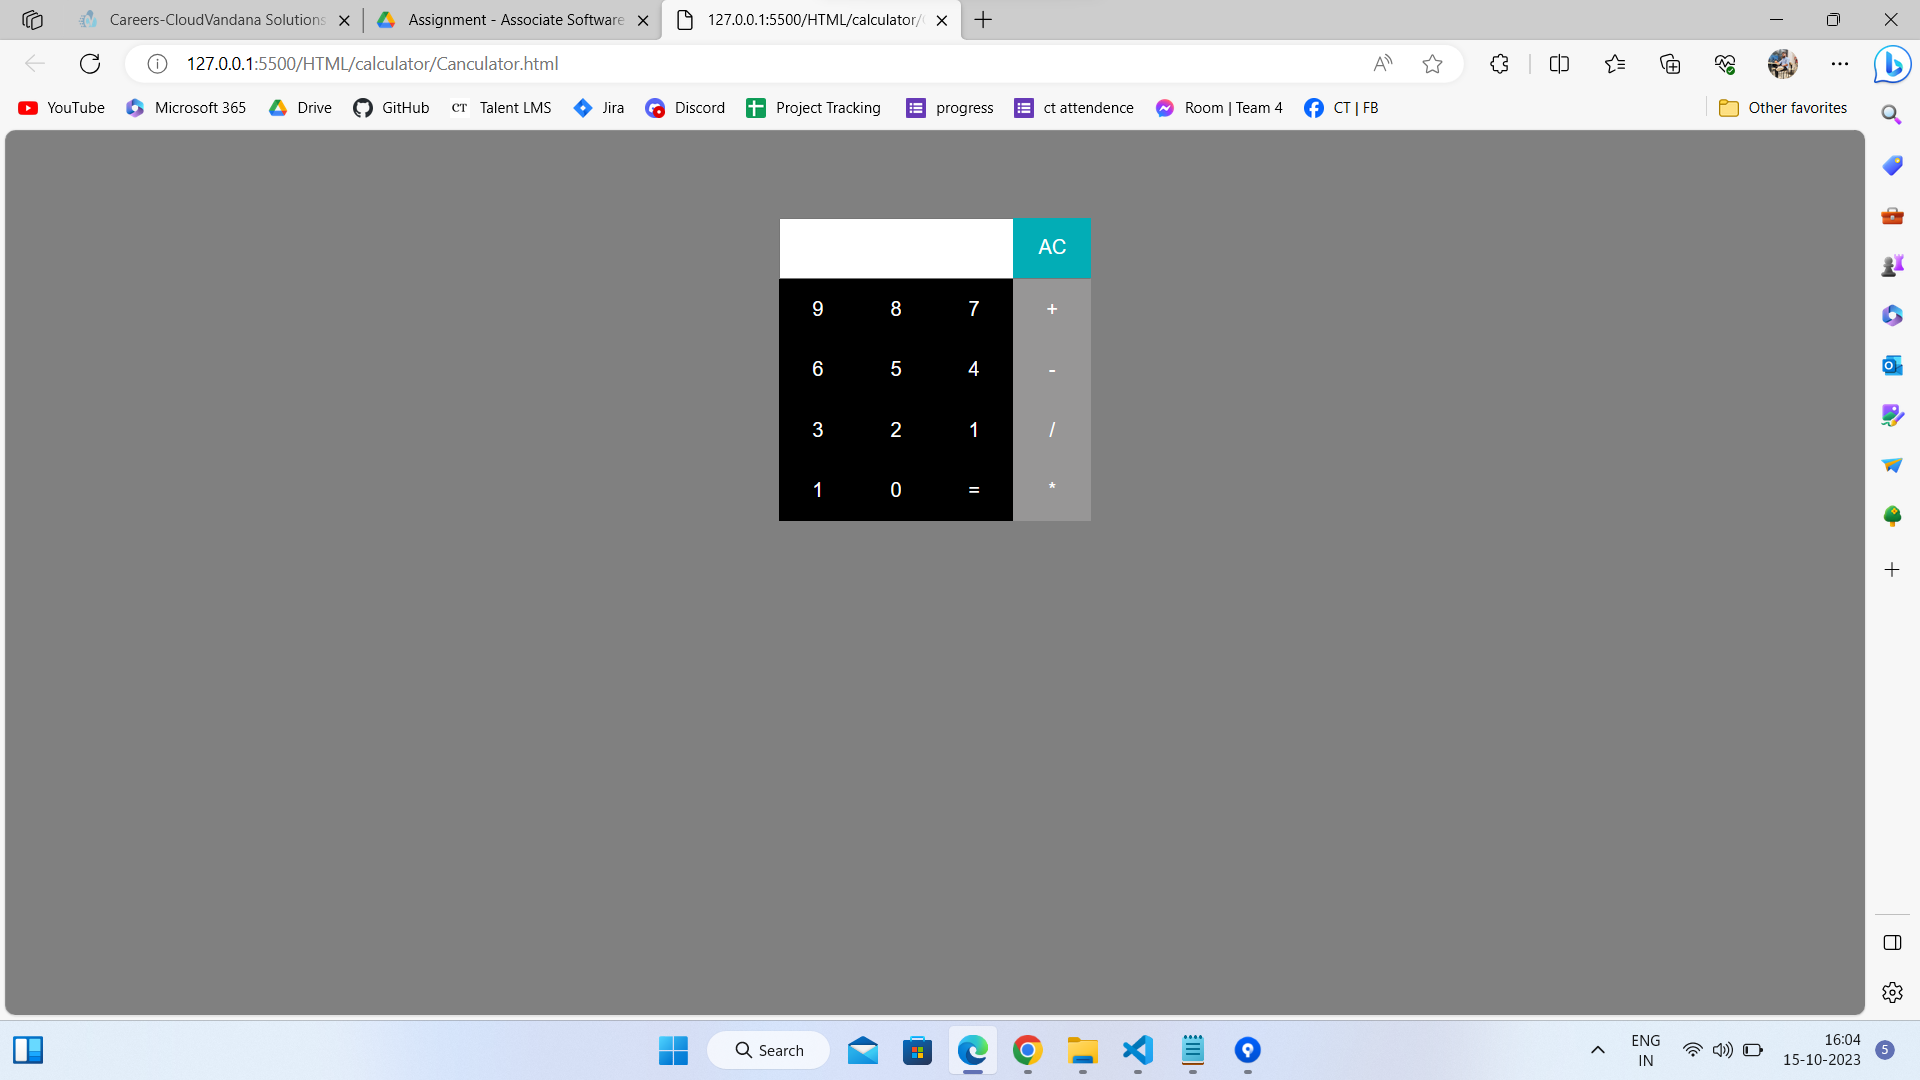 Careers-CloudVandana Solutions
Assignment - Associate Software
127.0.0.1:5500/HTML/calculator/
127.0.0.1:5500/HTML/calculator/Canculator.html
YouTube
Microsoft 365
Drive
GitHub
CT
Talent LMS
Jira
Discord
Project Tracking
progress
ct attendence
Room | Team 4
CT | FB
Other favorites
AC
9 8 7 +
6 5 4 -
3 2 1 /
1 0 = *
Search
ENG
IN
16:04
15-10-2023
5